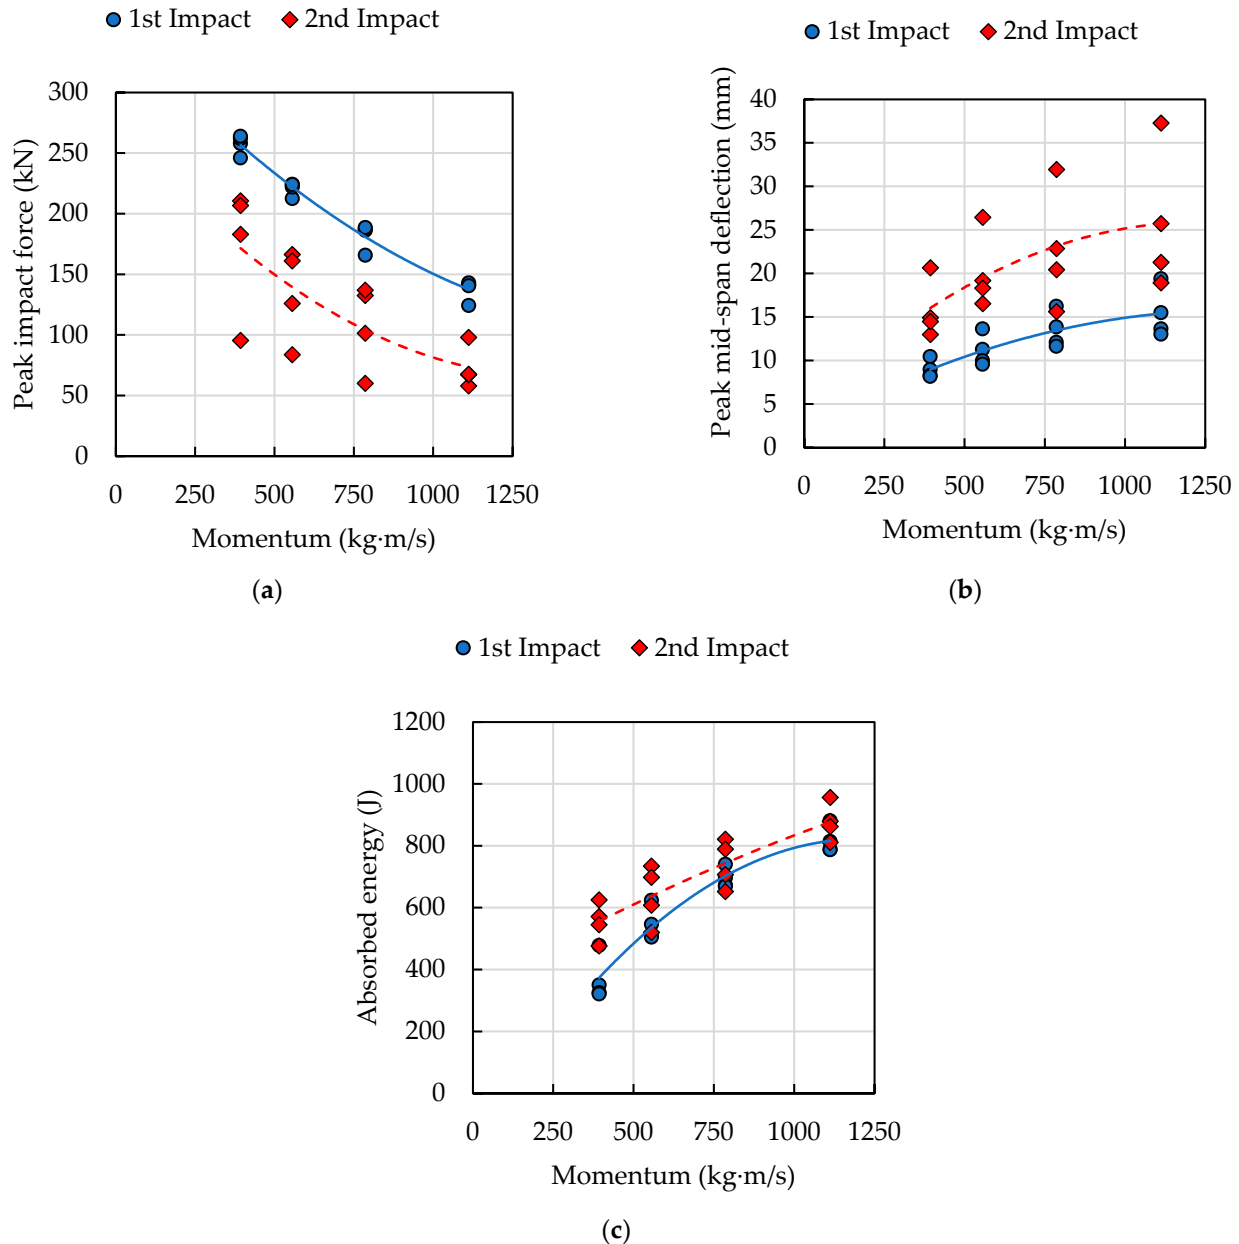 1st Impact 2nd Impact
Peak impact force (kN)
300
250
200
150
100
50
0
0 250 500 750 1000 1250
Momentum (kg·m/s)
(a)
1st Impact 2nd Impact
Peak mid-span deflection (mm)
40
35
30
25
20
15
10
5
0
0 250 500 750 1000 1250
Momentum (kg·m/s)
(b)
1st Impact 2nd Impact
Absorbed energy (J)
1200
1000
800
600
400
200
0
0 250 500 750 1000 1250
Momentum (kg·m/s)
(c)